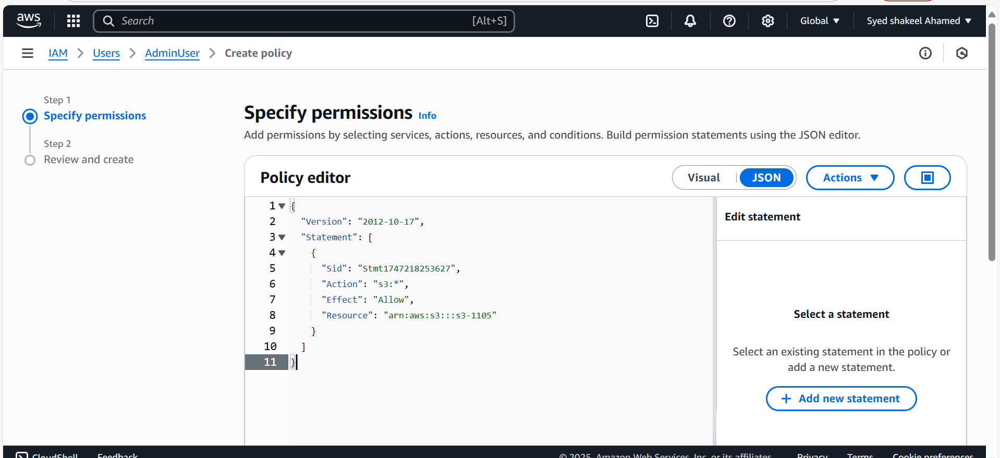 aws
Search [Alt+S]
Global
Syed shakeel Ahamed
IAM Users AdminUser Create policy
Step 1
Specify permissions
Step 2
Review and create
Specify permissions Info
Add permissions by selecting services, actions, resources, and conditions. Build permission statements using the JSON editor.
Policy editor
Visual
JSON
Actions
1 {
2 "Version": "2012-10-17",
3 "Statement": [
4 {
5 "Sid": "Stmt1747218253627",
6 "Action": "s3:*",
7 "Effect": "Allow",
8 "Resource": "arn:aws:s3:::s3-1105"
9 }
10 ]
11 }
Edit statement
Select a statement
Select an existing statement in the policy or
add a new statement.
+ Add new statement
CloudShell Feedback © 2025, Amazon Web Services, Inc. or its affiliates. Privacy Terms Cookie preferences